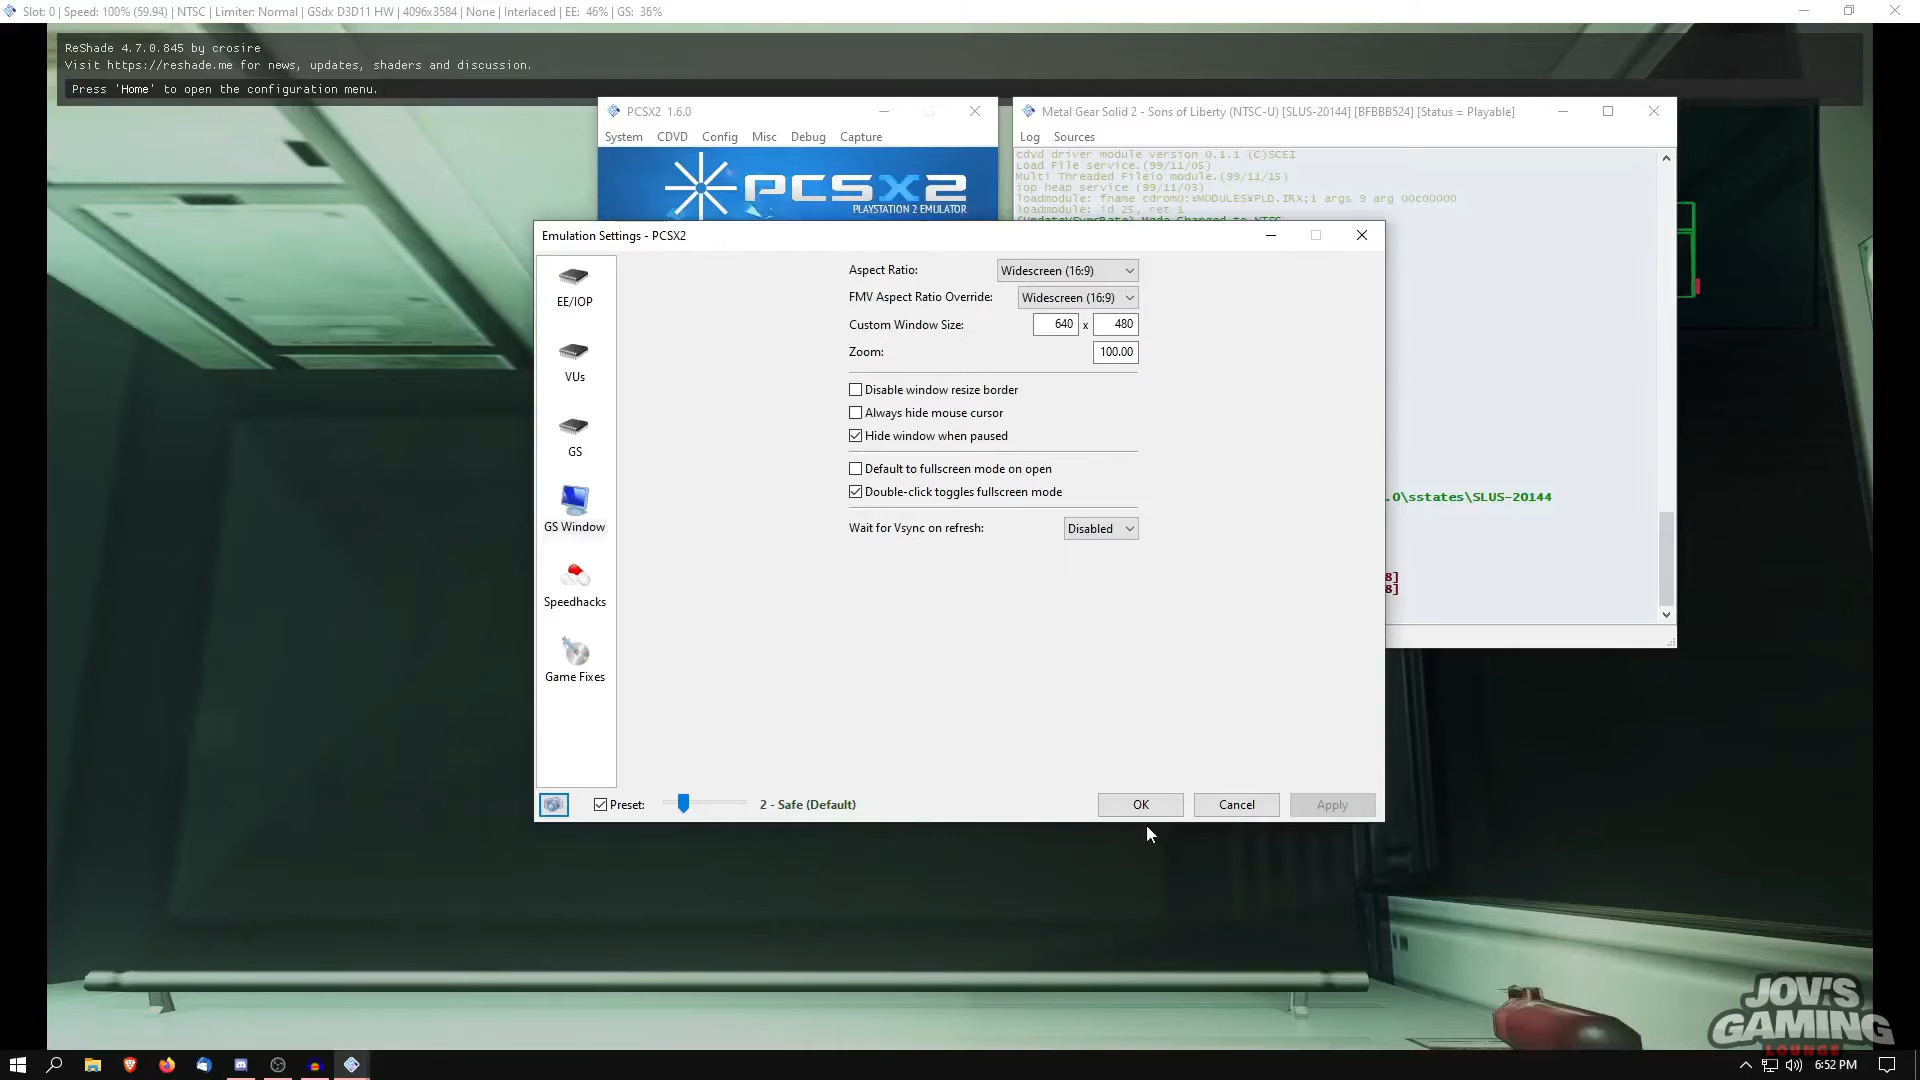 Slot: 0 | Speed: 100% (59.94) | NTSC | Limiter: Normal | GSdx D3D11 HW | 4096x3584 | None | Interlaced | EE: 46% | GS: 36%
ReShade 4.7.0.845 by crosire
Visit https://reshade.me for news, updates, shaders and discussion.
Press 'Home' to open the configuration menu.
PCSX2 1.6.0
System CDVD Config Misc Debug Capture
PCSX2
PLAYSTATION 2 EMULATOR
Metal Gear Solid 2 - Sons of Liberty (NTSC-U) [SLUS-20144] [BFBBB524] [Status = Playable]
Log Sources
cdvd driver module version 0.1.1 (C)SCEI
Load File service.(99/11/05)
Multi Threaded Fileio module.(99/11/15)
iop heap service (99/11/03)
loadmodule: fname cdrom0:¥MODULES¥PLD.IRX;1 args 9 arg 00c00000
loadmodule: id 25, ret 1
(UpdateVSyncRate) Mode Changed to NTSC.
.0\sstates\SLUS-20144
8]
8]
Emulation Settings - PCSX2
EE/IOP
VUs
GS
GS Window
Speedhacks
Game Fixes
Aspect Ratio: Widescreen (16:9)
FMV Aspect Ratio Override: Widescreen (16:9)
Custom Window Size: 640 x 480
Zoom: 100.00
Disable window resize border
Always hide mouse cursor
Hide window when paused
Default to fullscreen mode on open
Double-click toggles fullscreen mode
Wait for Vsync on refresh: Disabled
Preset: 2 - Safe (Default)
OK Cancel Apply
JOV'S
GAMING
LOUNGE
6:52 PM